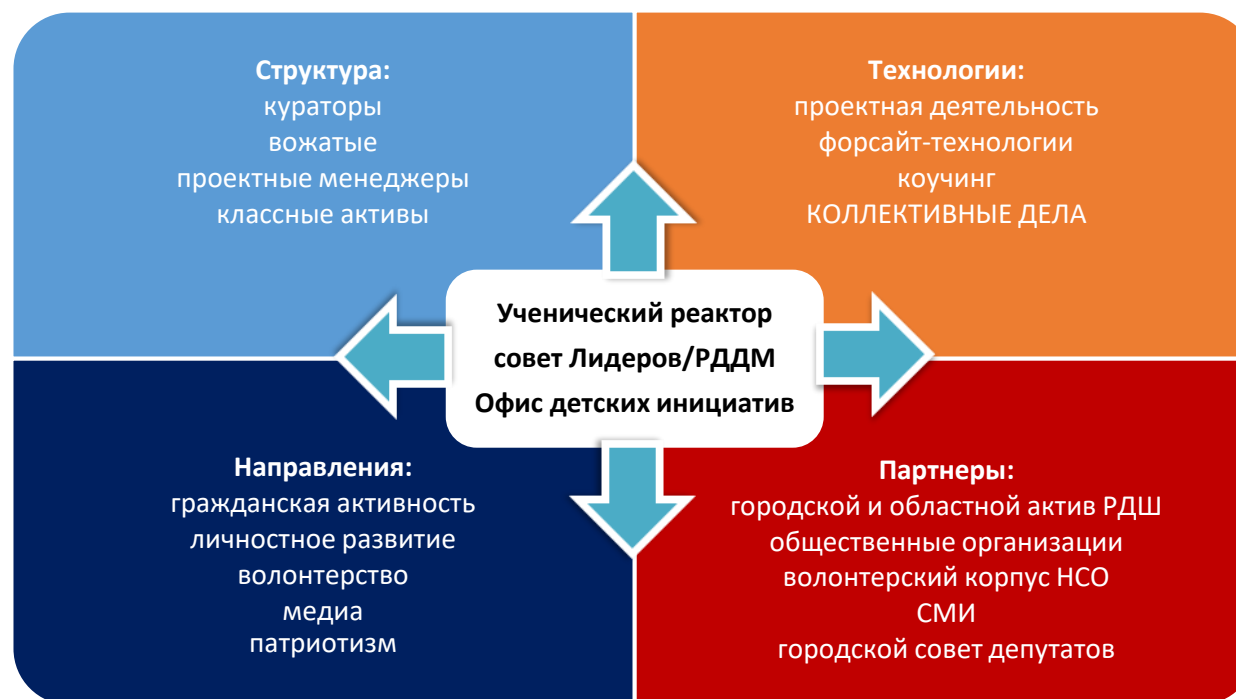 Структура:
кураторы
вожатые
проектные менеджеры
классные активы
Технологии:
проектная деятельность
форсайт-технологии
коучинг
КОЛЛЕКТИВНЫЕ ДЕЛА
Ученический реактор
совет Лидеров/РДДМ
Офис детских инициатив
Направления:
гражданская активность
личностное развитие
волонтерство
медиа
патриотизм
Партнеры:
городской и областной актив РДШ
общественные организации
волонтерский корпус НСО
СМИ
городской совет депутатов